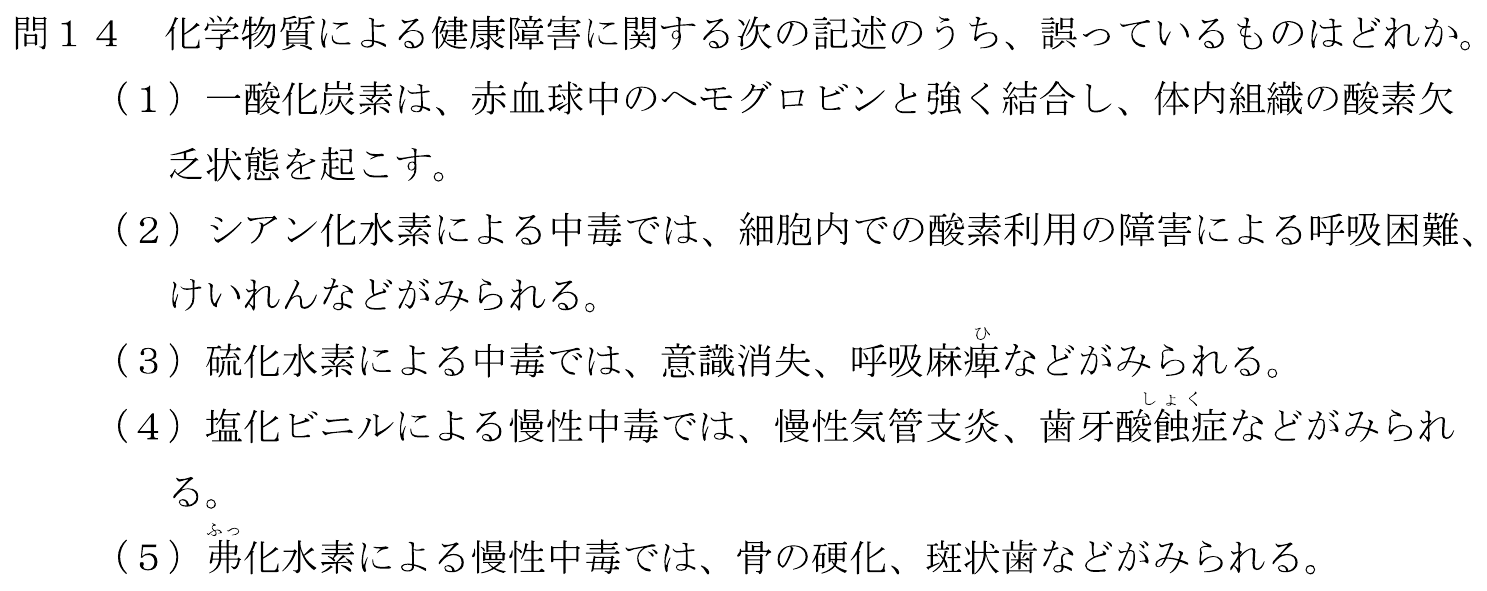 問１４　化学物質による健康障害に関する次の記述のうち、誤っているものはどれか。
（１）一酸化炭素は、赤血球中のヘモグロビンと強く結合し、体内組織の酸素欠
乏状態を起こす。
（２）シアン化水素による中毒では、細胞内での酸素利用の障害による呼吸困難、
けいれんなどがみられる。
ひ
（３）硫化水素による中毒では、意識消失、呼吸麻痺などがみられる。
しょく
（４）塩化ビニルによる慢性中毒では、慢性気管支炎、歯牙酸蝕症などがみられ
る。
ふっ
（５）弗化水素による慢性中毒では、骨の硬化、斑状歯などがみられる。